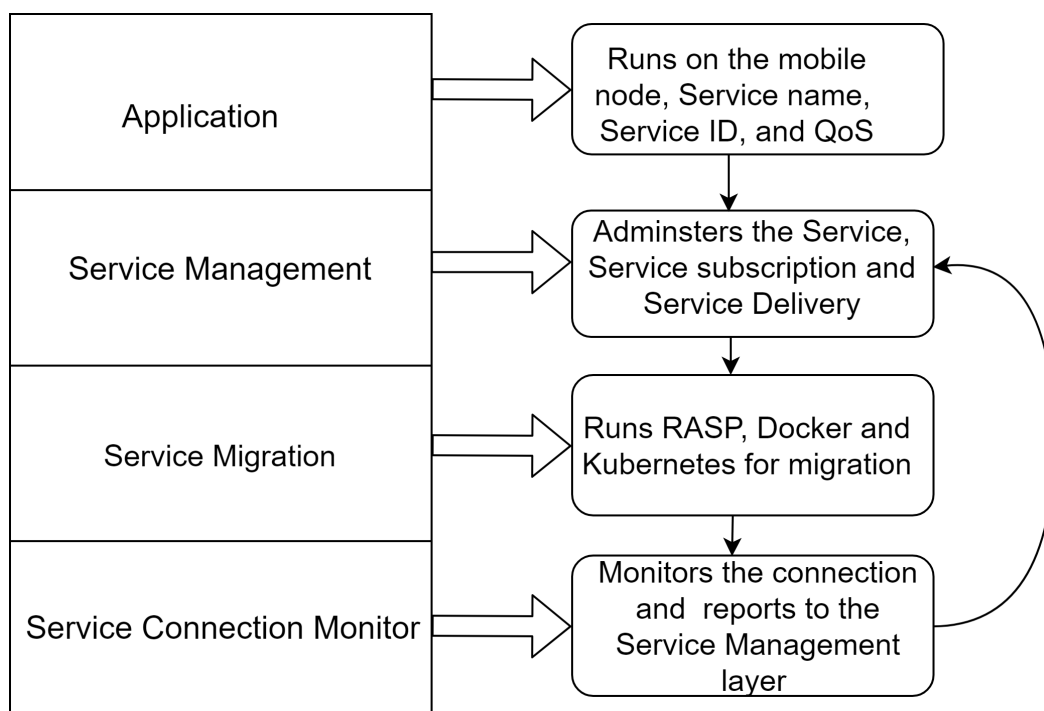 Application
Runs on the mobile
node, Service name,
Service ID, and QoS
Service Management
Adminsters the Service,
Service subscription and
Service Delivery
Service Migration
Runs RASP, Docker and
Kubernetes for migration
Service Connection Monitor
Monitors the connection
and reports to the
Service Management
layer